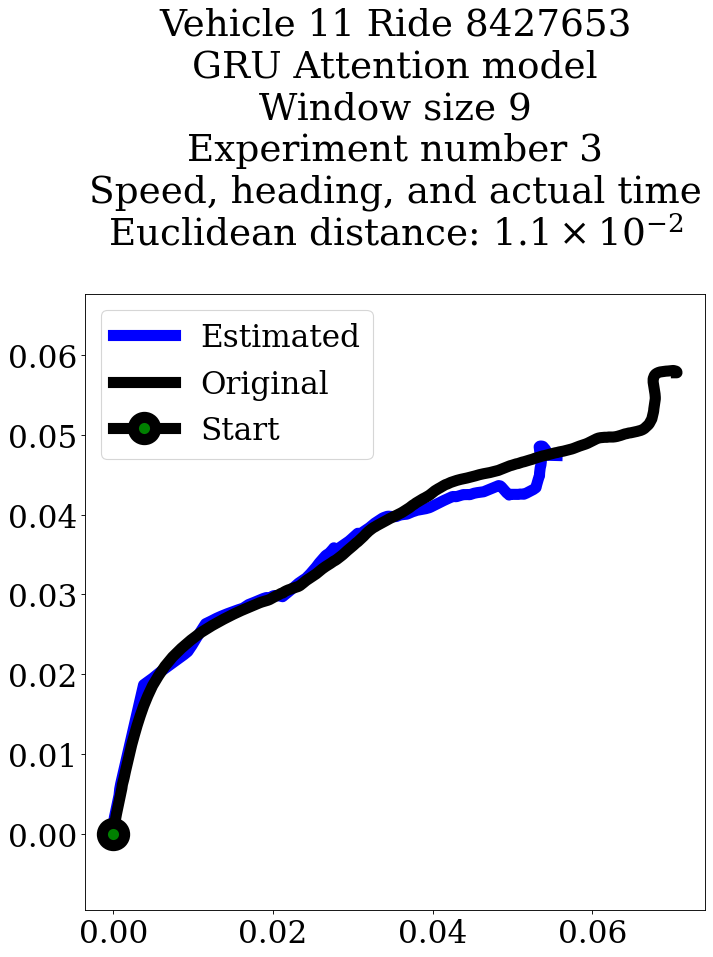 Vehicle 11 Ride 8427653
GRU Attention model
Window size 9
Experiment number 3
Speed, heading, and actual time
Euclidean distance: 1.1 × 10⁻²
Estimated
Original
Start
0.06
0.05
0.04
0.03
0.02
0.01
0.00
0.00 0.02 0.04 0.06